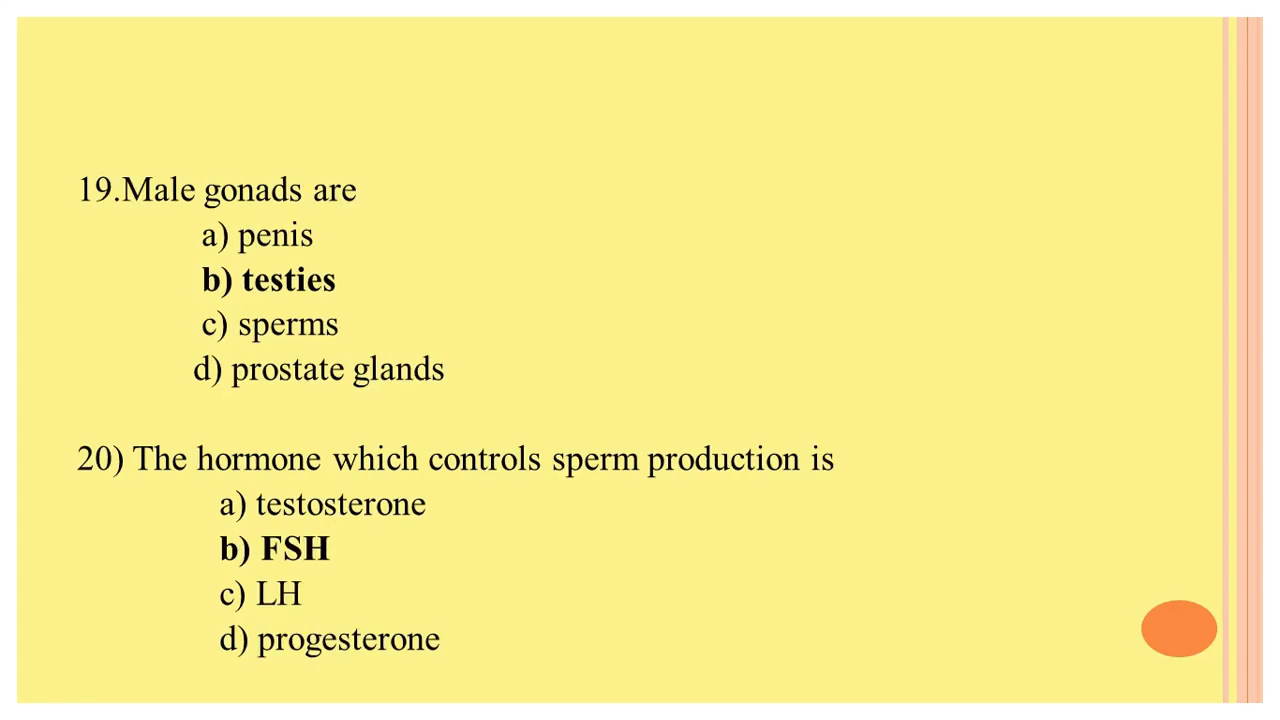 19.Male gonads are
a) penis
b) testies
c) sperms
d) prostate glands
20) The hormone which controls sperm production is
a) testosterone
b) FSH
c) LH
d) progesterone